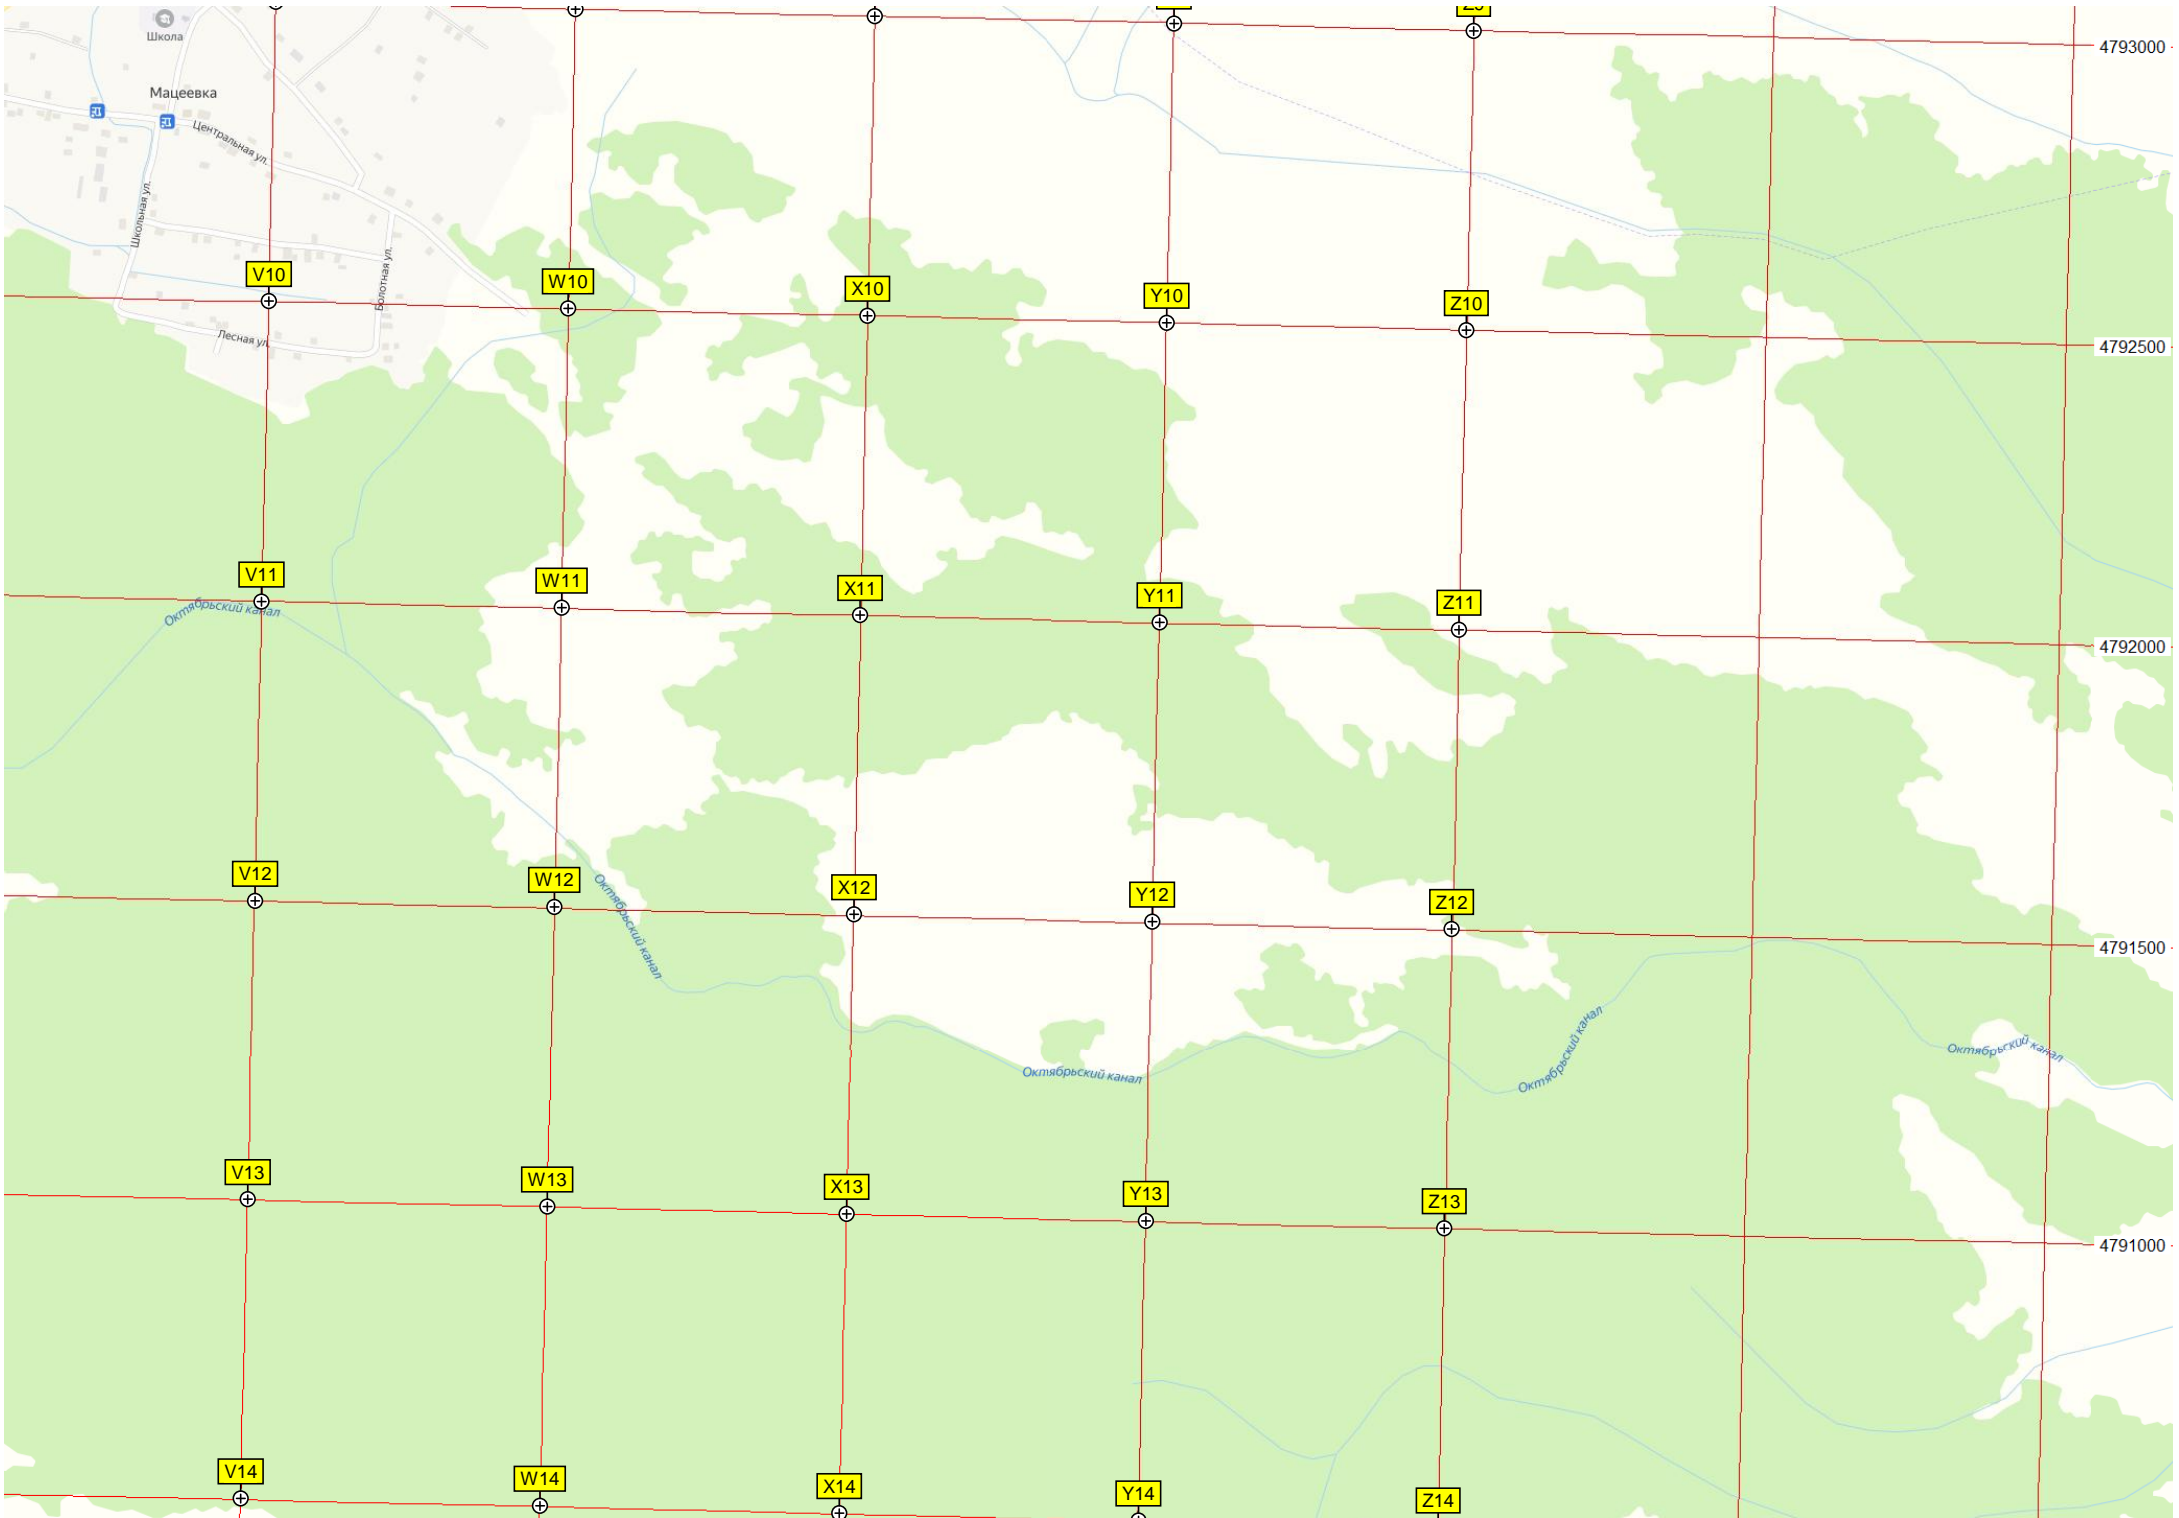 Z9
4793000
Школа
Мацеевка
Центральная ул.
Школьная ул.
Болотная ул.
V10
W10
X10
Y10
Z10
4792500
Лесная ул.
V11
W11
X11
Y11
Z11
Октябрьский канал
4792000
V12
W12
X12
Y12
Z12
Октябрьский канал
4791500
Октябрьский канал
Октябрьский канал
Октябрьский канал
V13
W13
X13
Y13
Z13
4791000
V14
W14
X14
Y14
Z14